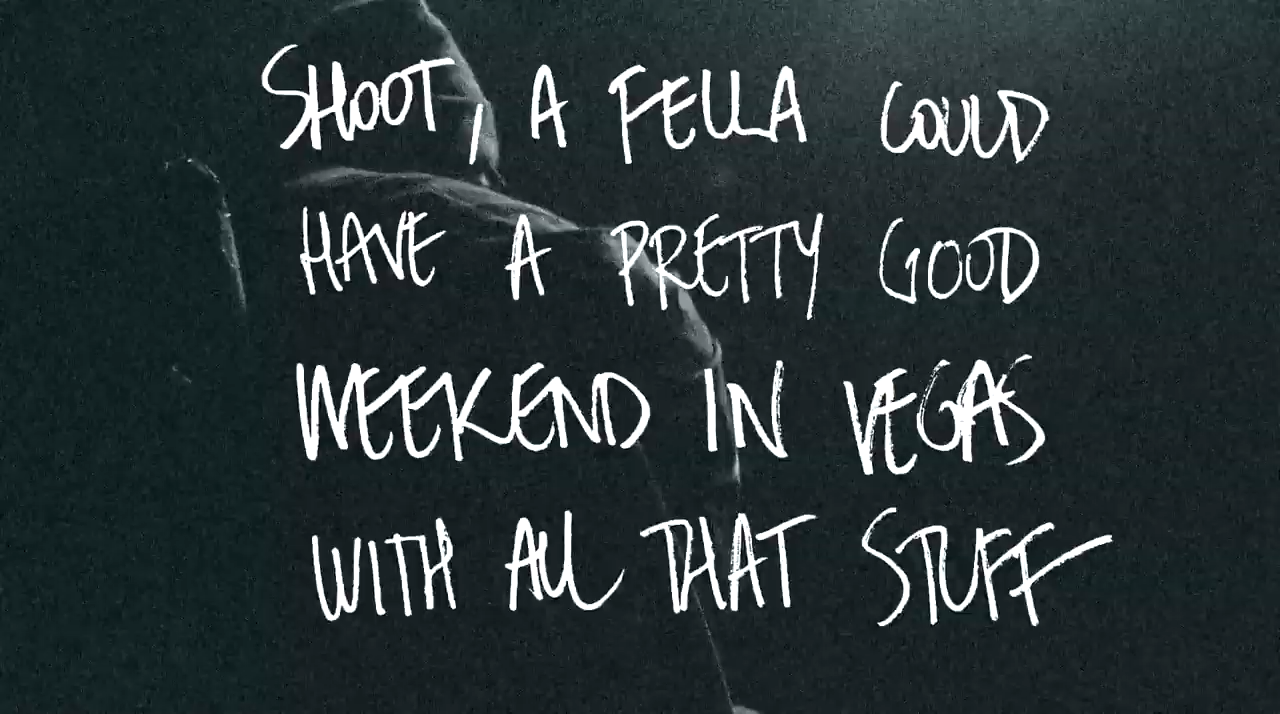 SHOOT, A FELLA COULD
HAVE A PRETTY GOOD
WEEKEND IN VEGAS
WITH ALL THAT STUFF